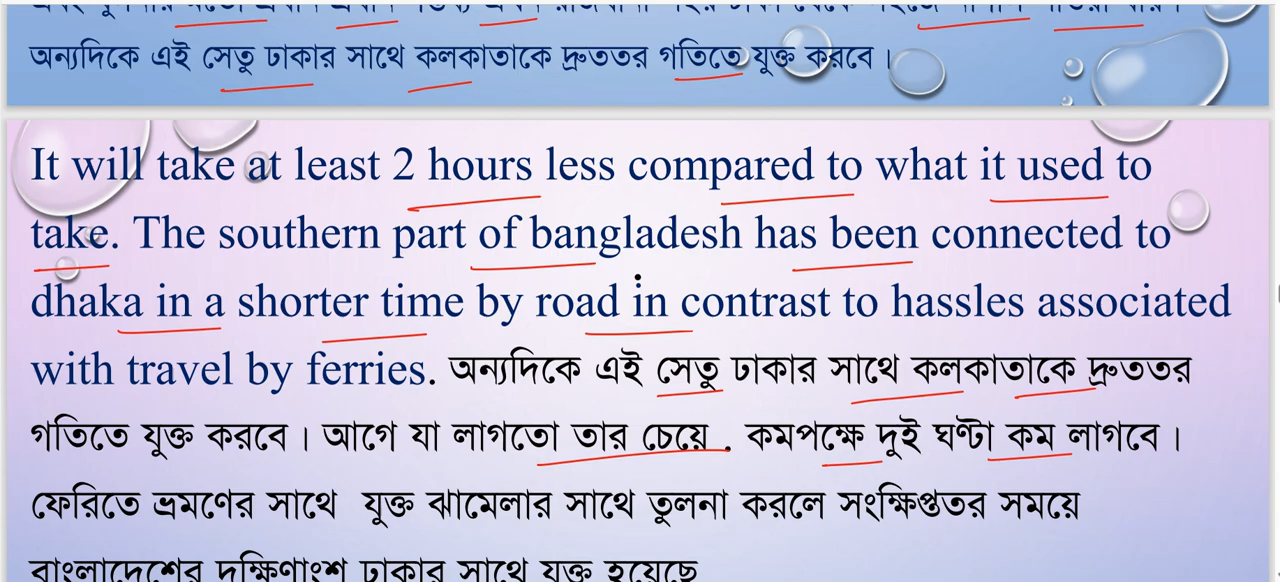 অন্যদিকে এই সেতু ঢাকার সাথে কলকাতাকে দ্রুততর গতিতে যুক্ত করবে।
It will take at least 2 hours less compared to what it used to
take. The southern part of bangladesh has been connected to
dhaka in a shorter time by road in contrast to hassles associated
with travel by ferries. অন্যদিকে এই সেতু ঢাকার সাথে কলকাতাকে দ্রুততর
গতিতে যুক্ত করবে। আগে যা লাগতো তার চেয়ে . কমপক্ষে দুই ঘণ্টা কম লাগবে।
ফেরিতে ভ্রমণের সাথে যুক্ত ঝামেলার সাথে তুলনা করলে সংক্ষিপ্ততর সময়ে
বাংলাদেশের দক্ষিণাংশ ঢাকার সাথে যুক্ত হয়েছে